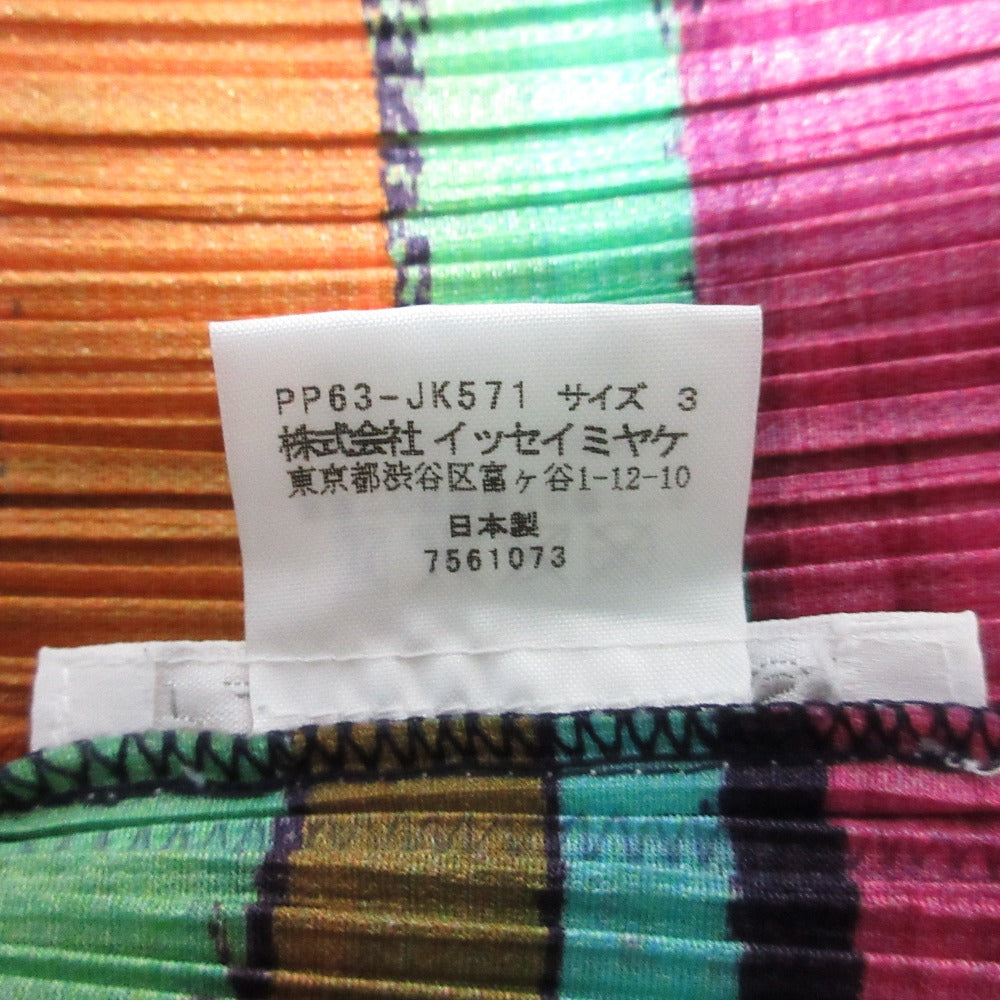 PP63-JK571 サイズ 3
株式会社 イッセイミヤケ
東京都渋谷区富ヶ谷1-12-10
日本製
7561073